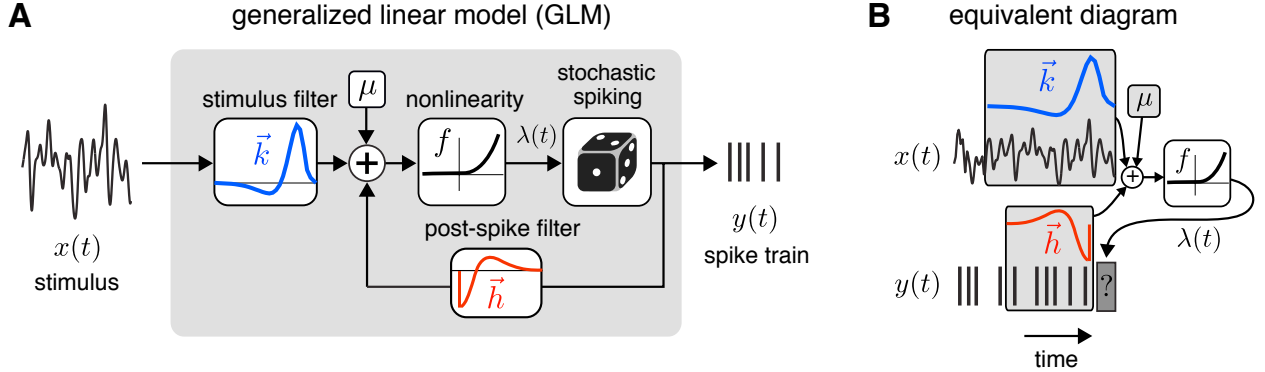 A
generalized linear model (GLM)
stimulus filter
μ
nonlinearity
stochastic
spiking
k⃗
f
λ(t)
+
x(t)
stimulus
post-spike filter
h⃗
y(t)
spike train
B
equivalent diagram
k⃗
μ
x(t)
+
f
h⃗
λ(t)
y(t)
?
time